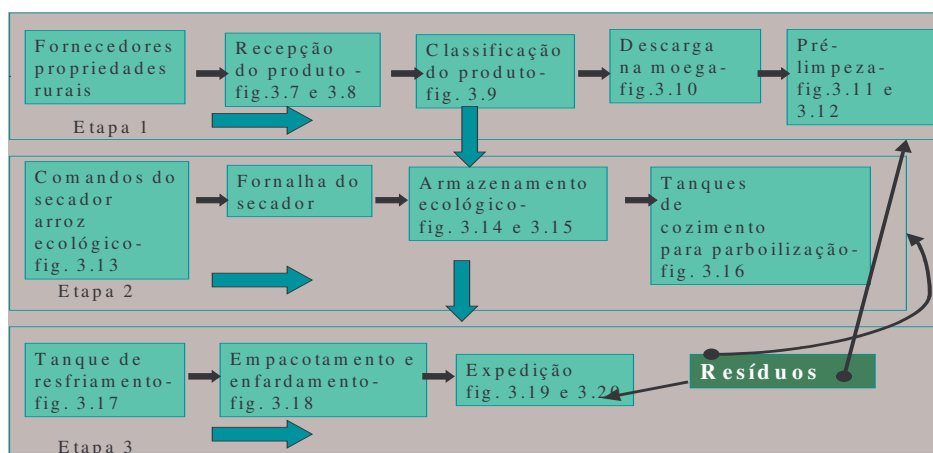 Fornecedores
propriedades
rurais
Recepção
do produto -
fig.3.7 e 3.8
Classificação
do produto-
fig. 3.9
Descarga
na moega-
fig.3.10
Pré-
limpeza-
fig.3.11 e
3.12
Etapa 1
Comandos do
secador
arroz
ecológico-
fig. 3.13
Fornalha do
secador
Armazenamento
ecológico-
fig. 3.14 e 3.15
Tanques
de
cozimento
para parboilização-
fig. 3.16
Etapa 2
Tanque de
resfriamento-
fig. 3.17
Empacotamento e
enfardamento-
fig. 3.18
Expedição
fig. 3.19 e 3.20
Resíduos
Etapa 3